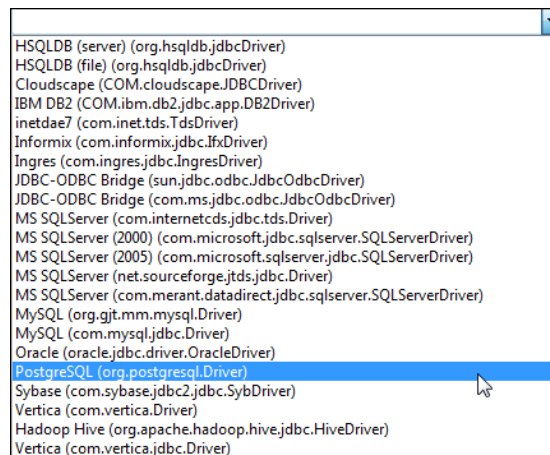 HSQLDB (server) (org.hsqldb.jdbcDriver)
HSQLDB (file) (org.hsqldb.jdbcDriver)
Cloudscape (COM.cloudscape.JDBCDriver)
IBM DB2 (COM.ibm.db2.jdbc.app.DB2Driver)
inetdae7 (com.inet.tds.TdsDriver)
Informix (com.informix.jdbc.IfxDriver)
Ingres (com.ingres.jdbc.IngresDriver)
JDBC-ODBC Bridge (sun.jdbc.odbc.JdbcOdbcDriver)
JDBC-ODBC Bridge (com.ms.jdbc.odbc.JdbcOdbcDriver)
MS SQLServer (com.internetcds.jdbc.tds.Driver)
MS SQLServer (2000) (com.microsoft.jdbc.sqlserver.SQLServerDriver)
MS SQLServer (2005) (com.microsoft.sqlserver.jdbc.SQLServerDriver)
MS SQLServer (net.sourceforge.jtds.jdbc.Driver)
MS SQLServer (com.merant.datadirect.jdbc.sqlserver.SQLServerDriver)
MySQL (org.gjt.mm.mysql.Driver)
MySQL (com.mysql.jdbc.Driver)
Oracle (oracle.jdbc.driver.OracleDriver)
PostgreSQL (org.postgresql.Driver)
Sybase (com.sybase.jdbc2.jdbc.SybDriver)
Vertica (com.vertica.Driver)
Hadoop Hive (org.apache.hadoop.hive.jdbc.HiveDriver)
Vertica (com.vertica.jdbc.Driver)